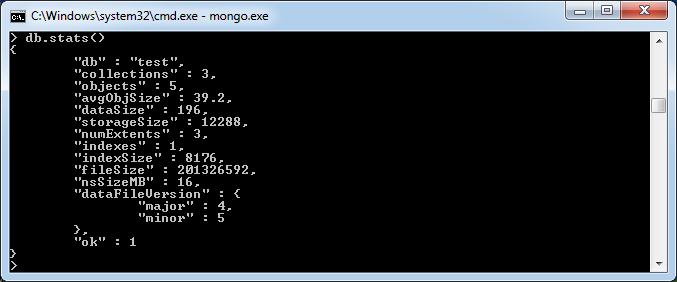 C:\Windows\system32\cmd.exe - mongo.exe
> db.stats()
{
        "db" : "test",
        "collections" : 3,
        "objects" : 5,
        "avgObjSize" : 39.2,
        "dataSize" : 196,
        "storageSize" : 12288,
        "numExtents" : 3,
        "indexes" : 1,
        "indexSize" : 8176,
        "fileSize" : 201326592,
        "nsSizeMB" : 16,
        "dataFileVersion" : {
                "major" : 4,
                "minor" : 5
        },
        "ok" : 1
}
>